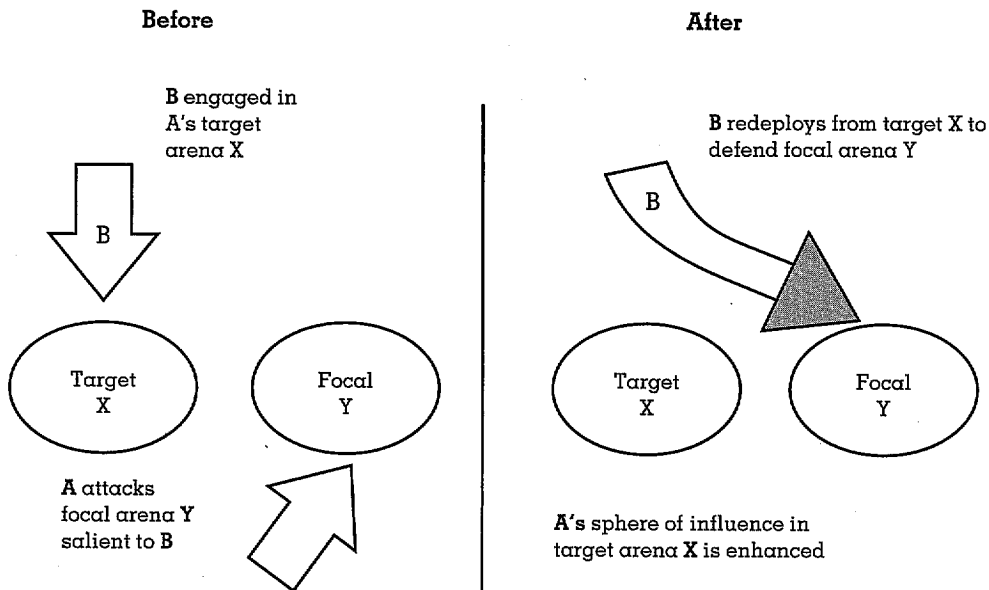 Before
B engaged in
A's target
arena X
B
Target
X
Focal
Y
A attacks
focal arena Y
salient to B
After
B redeploys from target X to
defend focal arena Y
B
Target
X
Focal
Y
A's sphere of influence in
target arena X is enhanced